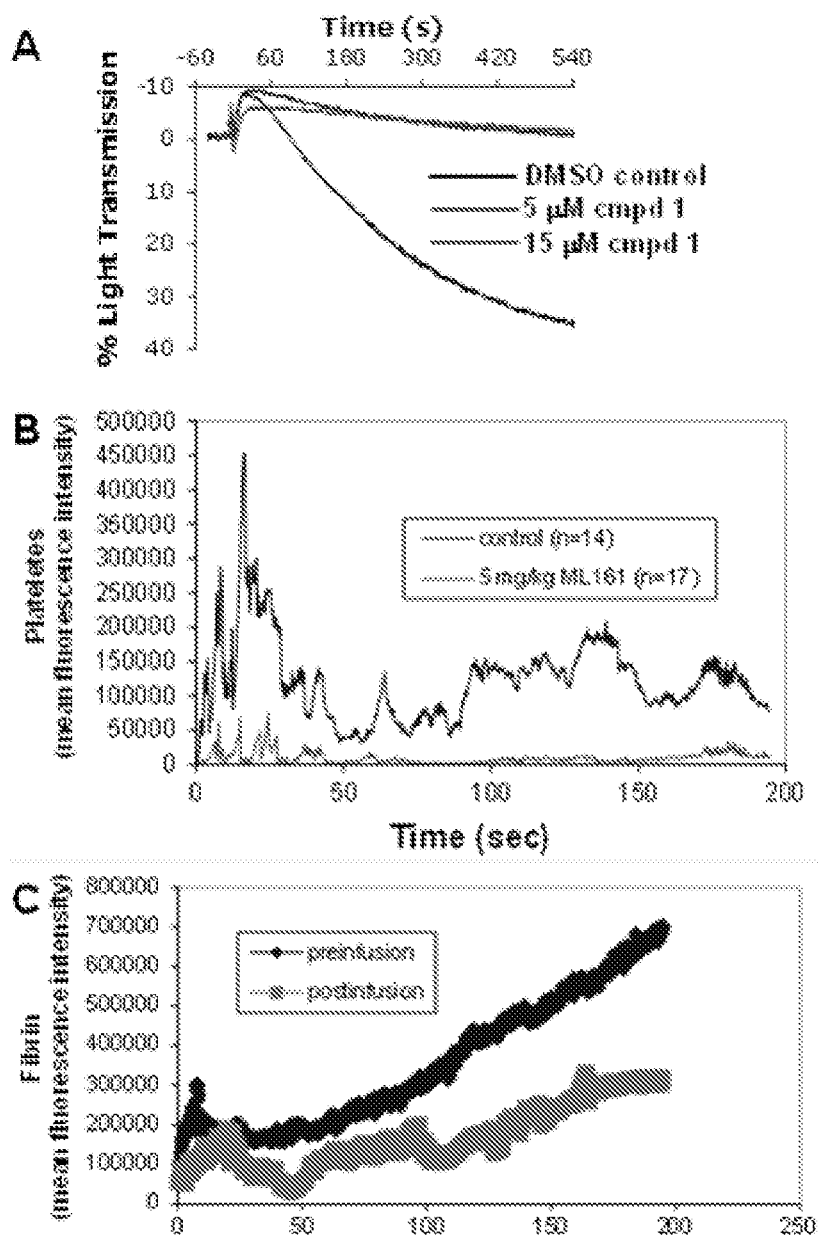 A
Time (s)
-60 60 180 300 420 540
% Light Transmission
-10
0
10
20
30
40
DMSO control
5 μM cmpd 1
15 μM cmpd 1
B
Platelets
(mean fluorescence intensity)
500000
450000
400000
350000
300000
250000
200000
150000
100000
50000
0
control (n=14)
5 mg/kg ML161 (n=17)
0 50 100 150 200
Time (sec)
C
Fibrin
(mean fluorescence intensity)
800000
700000
600000
500000
400000
300000
200000
100000
0
preinfusion
postinfusion
0 50 100 150 200 250